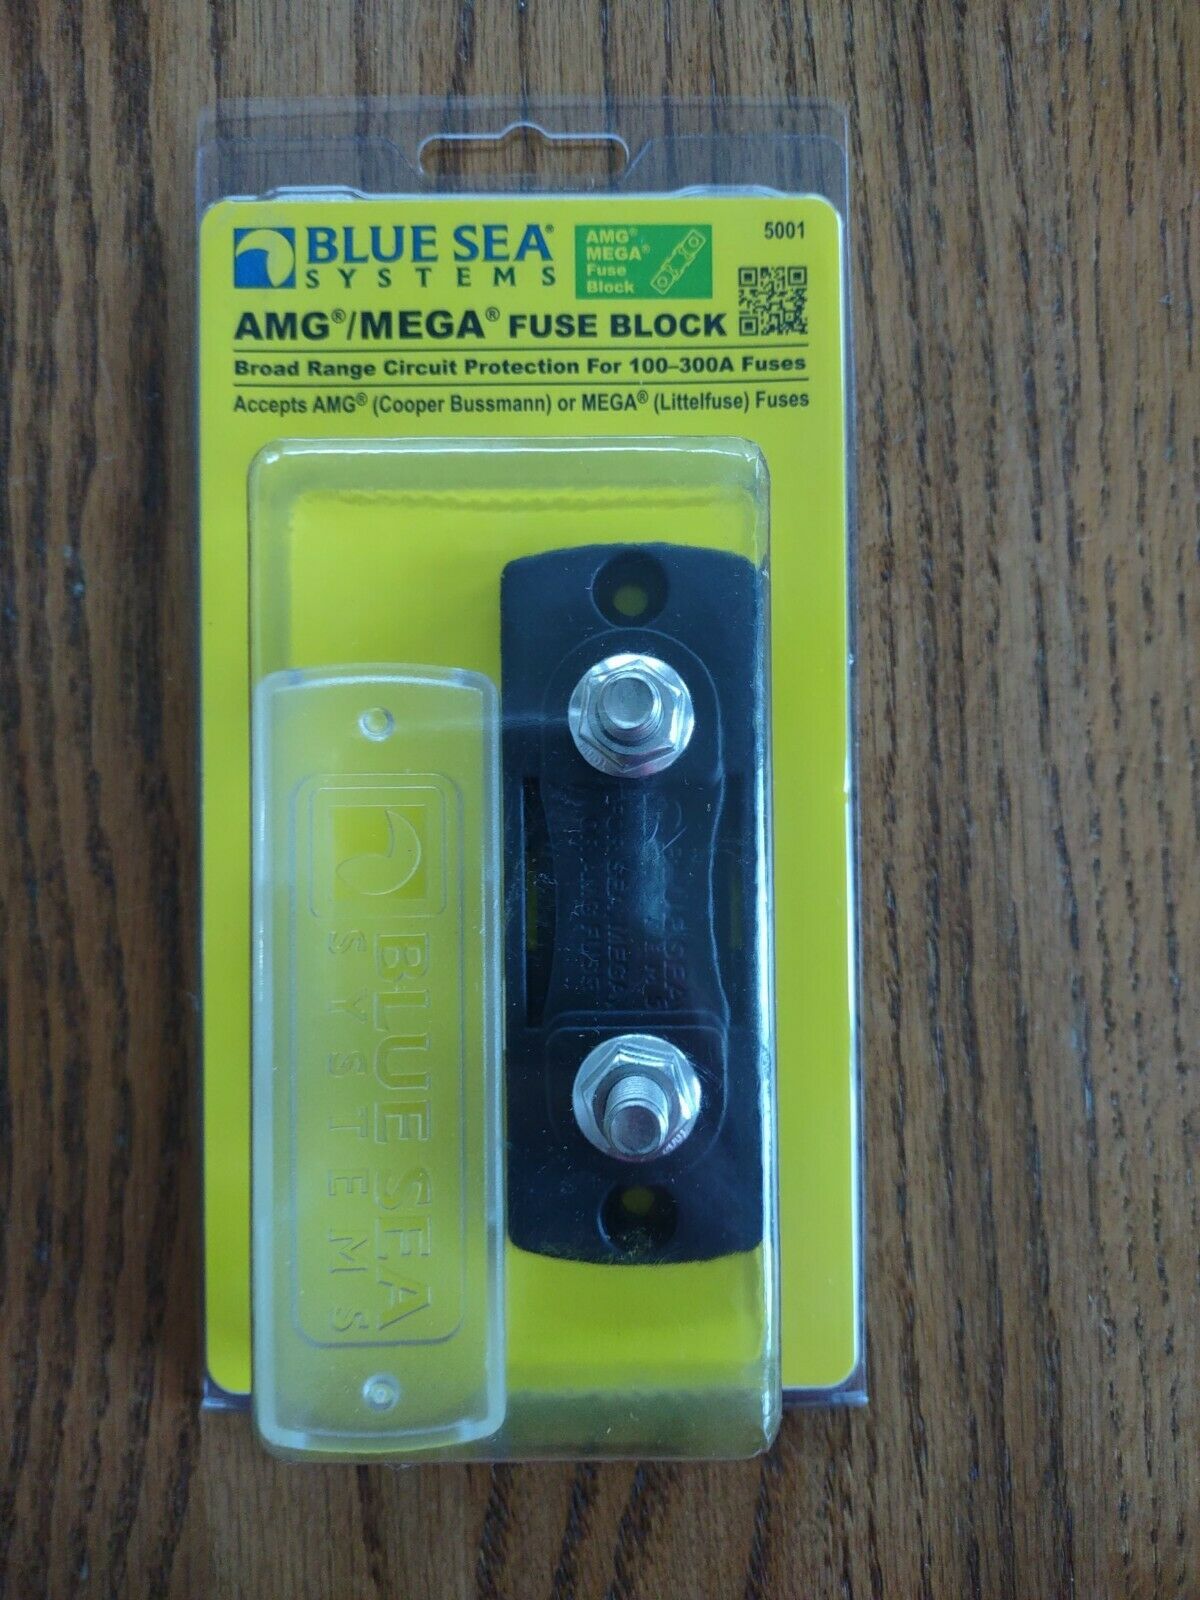 BLUE SEA®
SYSTEMS
AMG®
MEGA®
Fuse
Block
5001
AMG®/MEGA® FUSE BLOCK
Broad Range Circuit Protection For 100–300A Fuses
Accepts AMG® (Cooper Bussmann) or MEGA® (Littelfuse) Fuses
BLUE SEA
SYSTEMS